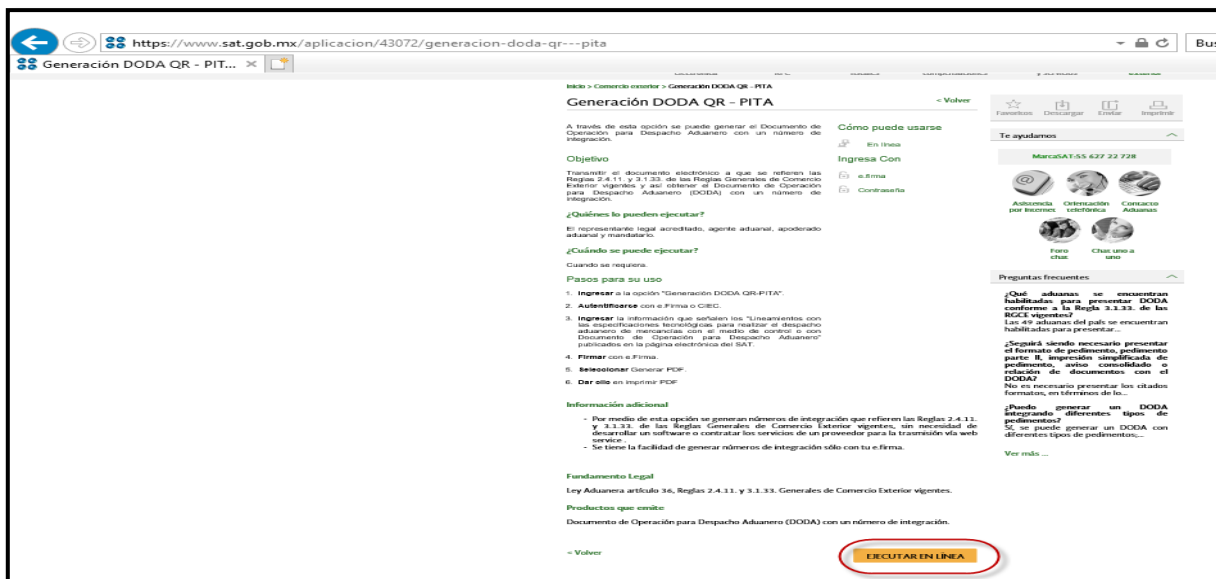 https://www.sat.gob.mx/aplicacion/43072/generacion-doda-qr---pita
Bus
Generación DODA QR - PIT...
Inicio > Comercio exterior > Generación DODA QR - PITA
Generación DODA QR - PITA
< Volver
A través de esta opción se puede generar el Documento de
Operación para Despacho Aduanero con un número de
integración.
Objetivo
Transmitir el documento electrónico a que se refieren las
Reglas 2.4.11. y 3.1.33. de las Reglas Generales de Comercio
Exterior vigentes y así obtener el Documento de Operación
para Despacho Aduanero (DODA) con un número de
integración.
¿Quiénes lo pueden ejecutar?
El representante legal acreditado, agente aduanal, apoderado
aduanal y mandatario.
¿Cuándo se puede ejecutar?
Cuando se requiera.
Pasos para su uso
1. Ingresar a la opción "Generación DODA QR-PITA".
2. Autentificarse con e.Firma o CIEC.
3. Ingresar la información que señalen los "Lineamientos con
las especificaciones tecnológicas para realizar el despacho
aduanero de mercancías con el medio de control o con
Documento de Operación para Despacho Aduanero"
publicados en la página electrónica del SAT.
4. Firmar con e.Firma.
5. Seleccionar Generar PDF.
6. Dar clic en imprimir PDF
Cómo puede usarse
En línea
Ingresa Con
e.firma
Contraseña
Información adicional
- Por medio de esta opción se generan números de integración que refieren las Reglas 2.4.11.
y 3.1.33. de las Reglas Generales de Comercio Exterior vigentes, sin necesidad de
desarrollar un software o contratar los servicios de un proveedor para la trasmisión vía web
service .
- Se tiene la facilidad de generar números de integración sólo con tu e.firma.
Fundamento Legal
Ley Aduanera artículo 36, Reglas 2.4.11. y 3.1.33. Generales de Comercio Exterior vigentes.
Productos que emite
Documento de Operación para Despacho Aduanero (DODA) con un número de integración.
< Volver
EJECUTAR EN LÍNEA
Favoritos Descargar Enviar Imprimir
Te ayudamos
MarcaSAT-55 627 22 728
Asistencia por Internet
Orientación telefónica
Contacto Aduanas
Foro chat
Chat uno a uno
Preguntas frecuentes
¿Qué aduanas se encuentran
habilitadas para presentar DODA
conforme a la Regla 3.1.33. de las
RGCE vigentes?
Las 49 aduanas del país se encuentran
habilitadas para presentar...
¿Seguirá siendo necesario presentar
el formato de pedimento, pedimento
parte II, impresión simplificada de
pedimento, aviso consolidado o
relación de documentos con el
DODA?
No es necesario presentar los citados
formatos, en términos de lo...
¿Puedo generar un DODA
integrando diferentes tipos de
pedimentos?
Sí, se puede generar un DODA con
diferentes tipos de pedimentos;...
Ver más ...